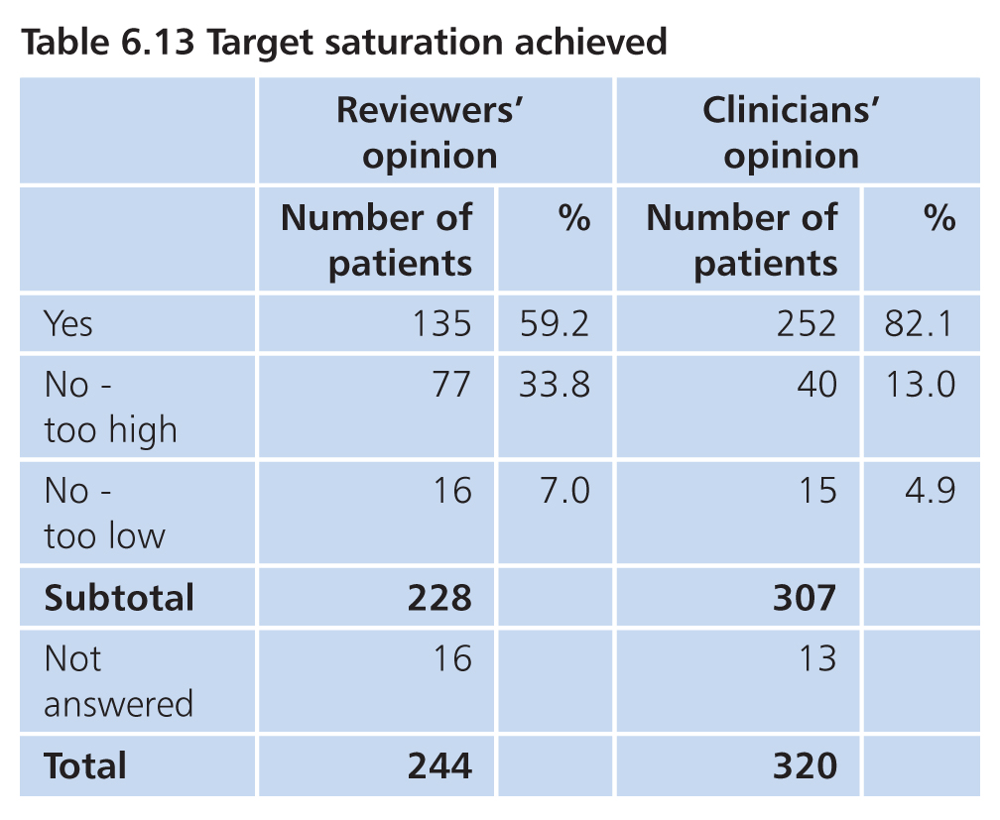 Table 6.13 Target saturation achieved
Reviewers’ opinion Clinicians’ opinion
Number of patients % Number of patients %
Yes 135 59.2 252 82.1
No - too high 77 33.8 40 13.0
No - too low 16 7.0 15 4.9
Subtotal 228 307
Not answered 16 13
Total 244 320